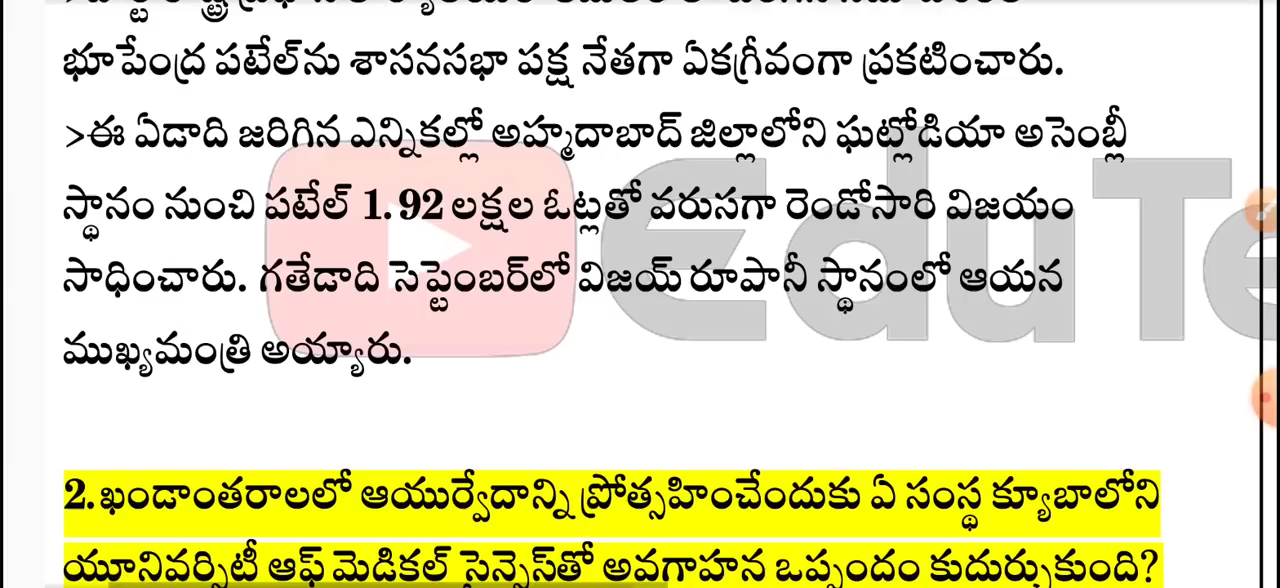 భూపేంద్ర పటేల్‌ను శాసనసభా పక్ష నేతగా ఏకగ్రీవంగా ప్రకటించారు.
>ఈ ఏడాది జరిగిన ఎన్నికల్లో అహ్మదాబాద్ జిల్లాలోని ఘట్లోడియా అసెంబ్లీ
స్థానం నుంచి పటేల్ 1.92 లక్షల ఓట్లతో వరుసగా రెండోసారి విజయం
సాధించారు. గతేడాది సెప్టెంబర్‌లో విజయ్ రూపానీ స్థానంలో ఆయన
ముఖ్యమంత్రి అయ్యారు.
2.ఖండాంతరాలలో ఆయుర్వేదాన్ని ప్రోత్సహించేందుకు ఏ సంస్థ క్యూబాలోని
యూనివర్సిటీ ఆఫ్ మెడికల్ సైన్సెస్‌తో అవగాహన ఒప్పందం కుదుర్చుకుంది?